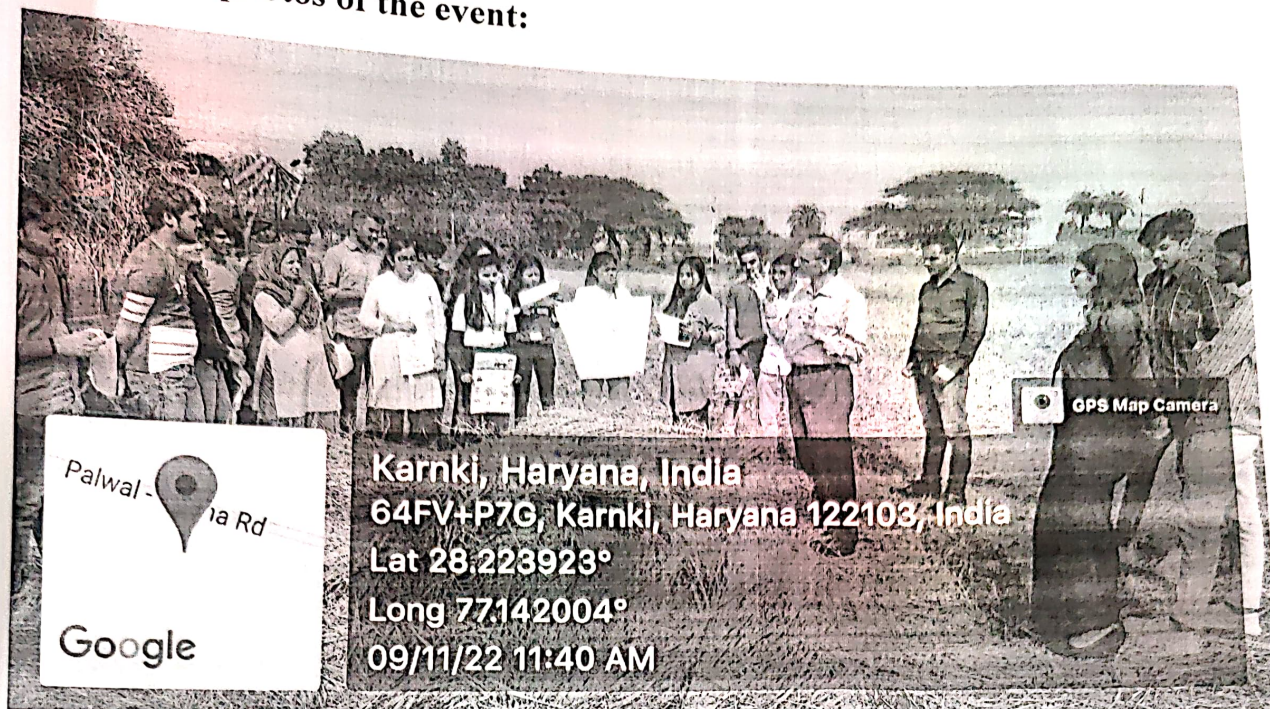 of the event:
GPS Map Camera
Palwal -
na Rd
Google
Karnki, Haryana, India
64FV+P7G, Karnki, Haryana 122103, India
Lat 28.223923°
Long 77.142004°
09/11/22 11:40 AM